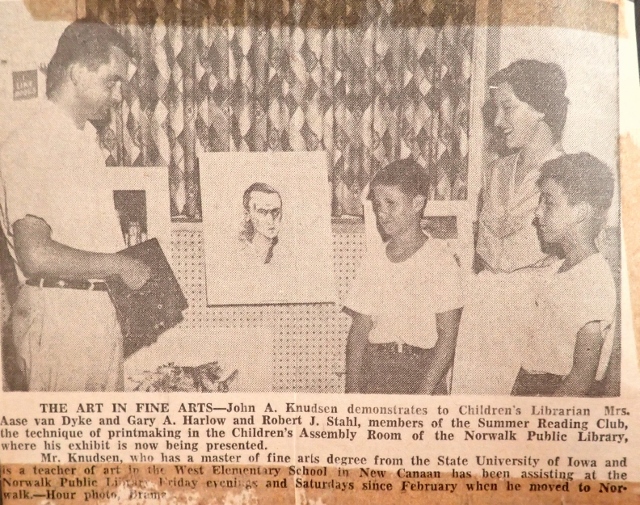 I
LIKE
THE ART IN FINE ARTS—John A. Knudsen demonstrates to Children's Librarian Mrs.
Aase van Dyke and Gary A. Harlow and Robert J. Stahl, members of the Summer Reading Club,
the technique of printmaking in the Children's Assembly Room of the Norwalk Public Library,
where his exhibit is now being presented.
Mr. Knudsen, who has a master of fine arts degree from the State University of Iowa and
is a teacher of art in the West Elementary School in New Canaan has been assisting at the
Norwalk Public Library Friday evenings and Saturdays since February when he moved to Nor-
walk.—Hour photo,